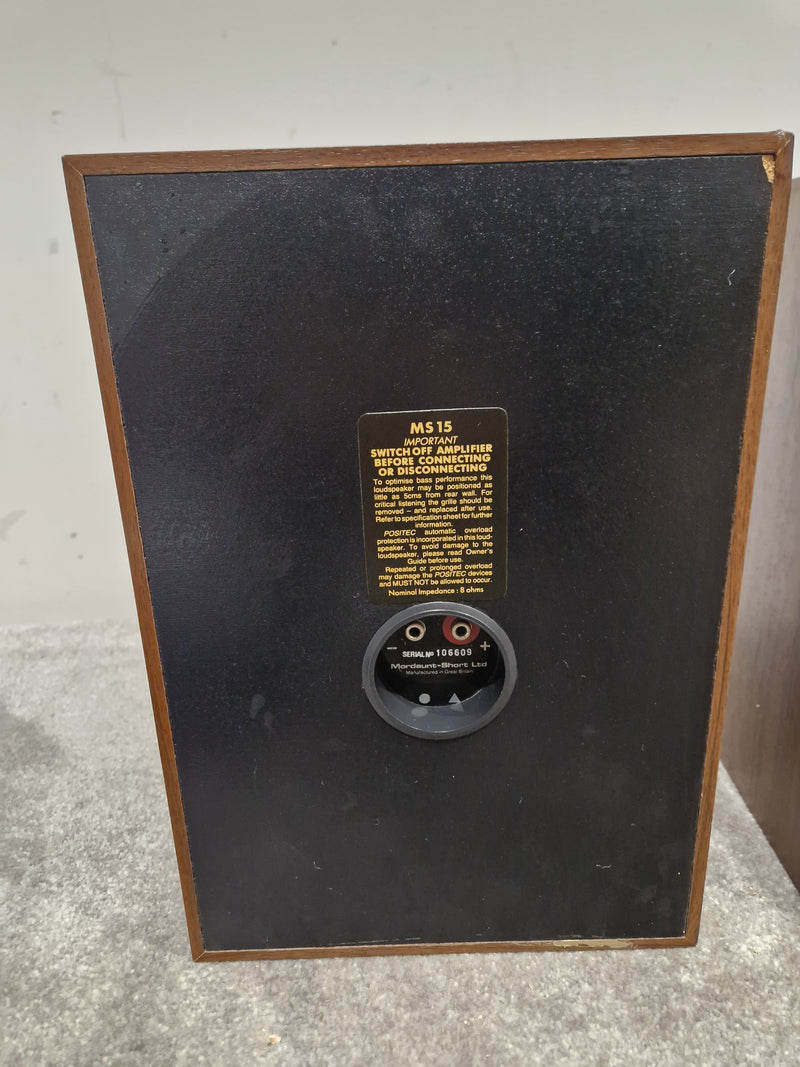 MS 15
IMPORTANT
SWITCH OFF AMPLIFIER
BEFORE CONNECTING
OR DISCONNECTING
To optimise bass performance this
loudspeaker may be positioned as
little as 5cms from rear wall. For
critical listening the grille should be
removed – and replaced after use.
Refer to specification sheet for further
information.
POSITEC automatic overload
protection is incorporated in this loud-
speaker. To avoid damage to the
loudspeaker, please read Owner's
Guide before use.
Repeated or prolonged overload
may damage the POSITEC devices
and MUST NOT be allowed to occur.
Nominal Impedance : 8 ohms
+
SERIAL Nº 106609
Mordaunt-Short Ltd
Manufactured in Great Britain